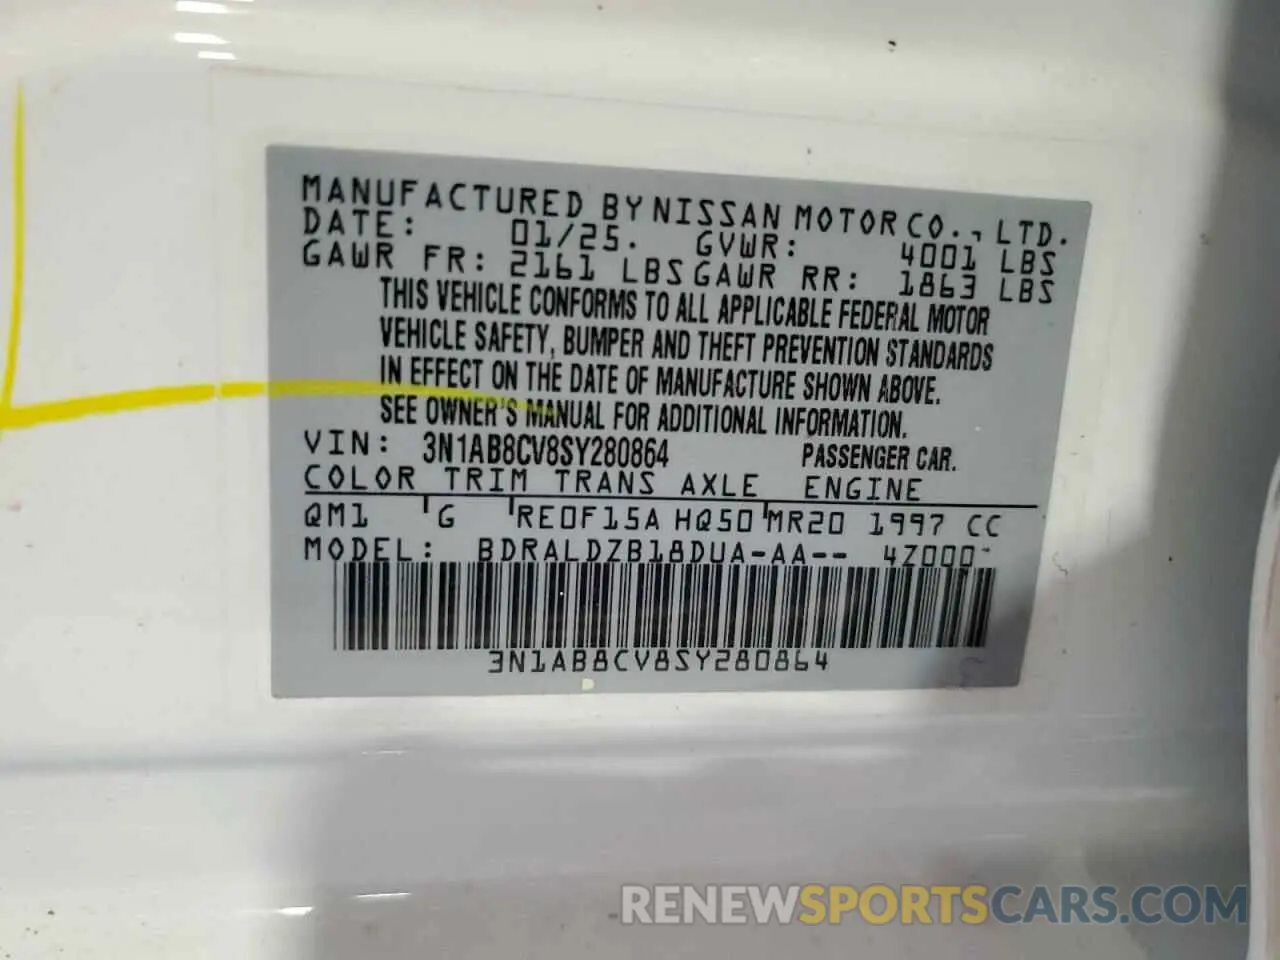 MANUFACTURED BY NISSAN MOTOR CO., LTD.
DATE: 01/25. GVWR: 4001 LBS
GAWR FR: 2161 LBS GAWR RR: 1863 LBS
THIS VEHICLE CONFORMS TO ALL APPLICABLE FEDERAL MOTOR
VEHICLE SAFETY, BUMPER AND THEFT PREVENTION STANDARDS
IN EFFECT ON THE DATE OF MANUFACTURE SHOWN ABOVE.
SEE OWNER'S MANUAL FOR ADDITIONAL INFORMATION.
VIN: 3N1AB8CV8SY280864 PASSENGER CAR.
COLOR TRIM TRANS AXLE ENGINE
QM1 G RE0F15A HQ50 MR20 1997 CC
MODEL: BDRALDZB18DUA-AA-- 4Z000-
3N1AB8CV8SY280864
RENEWSPORTSCARS.COM